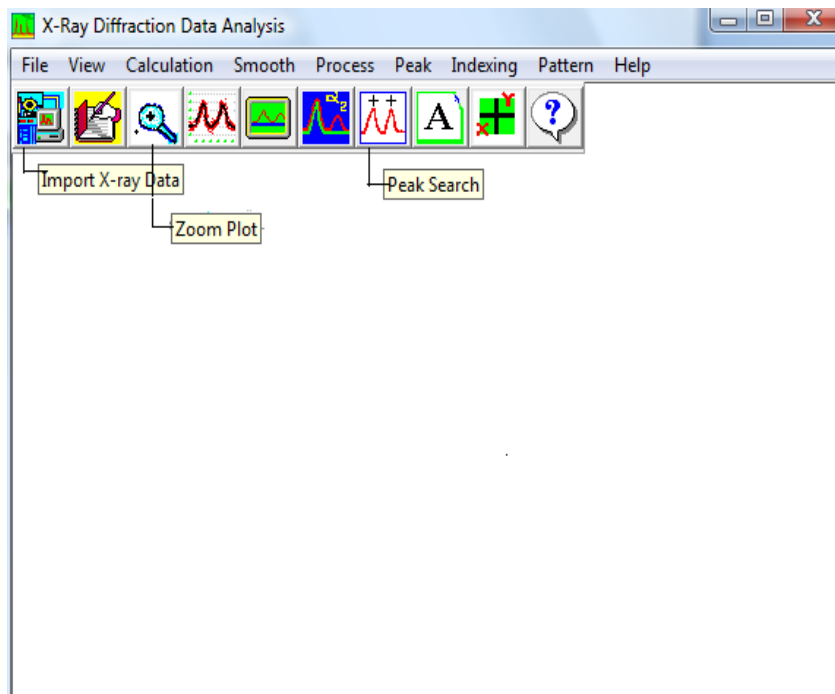 X-Ray Diffraction Data Analysis
File View Calculation Smooth Process Peak Indexing Pattern Help
α2 A X Y ?
Import X-ray Data Peak Search
Zoom Plot